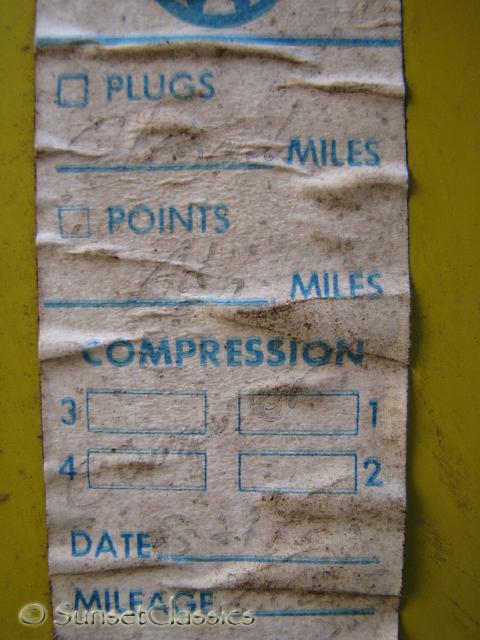 PLUGS
MILES
POINTS
MILES
COMPRESSION
3 1
4 2
DATE
MILEAGE
© SunsetClassics